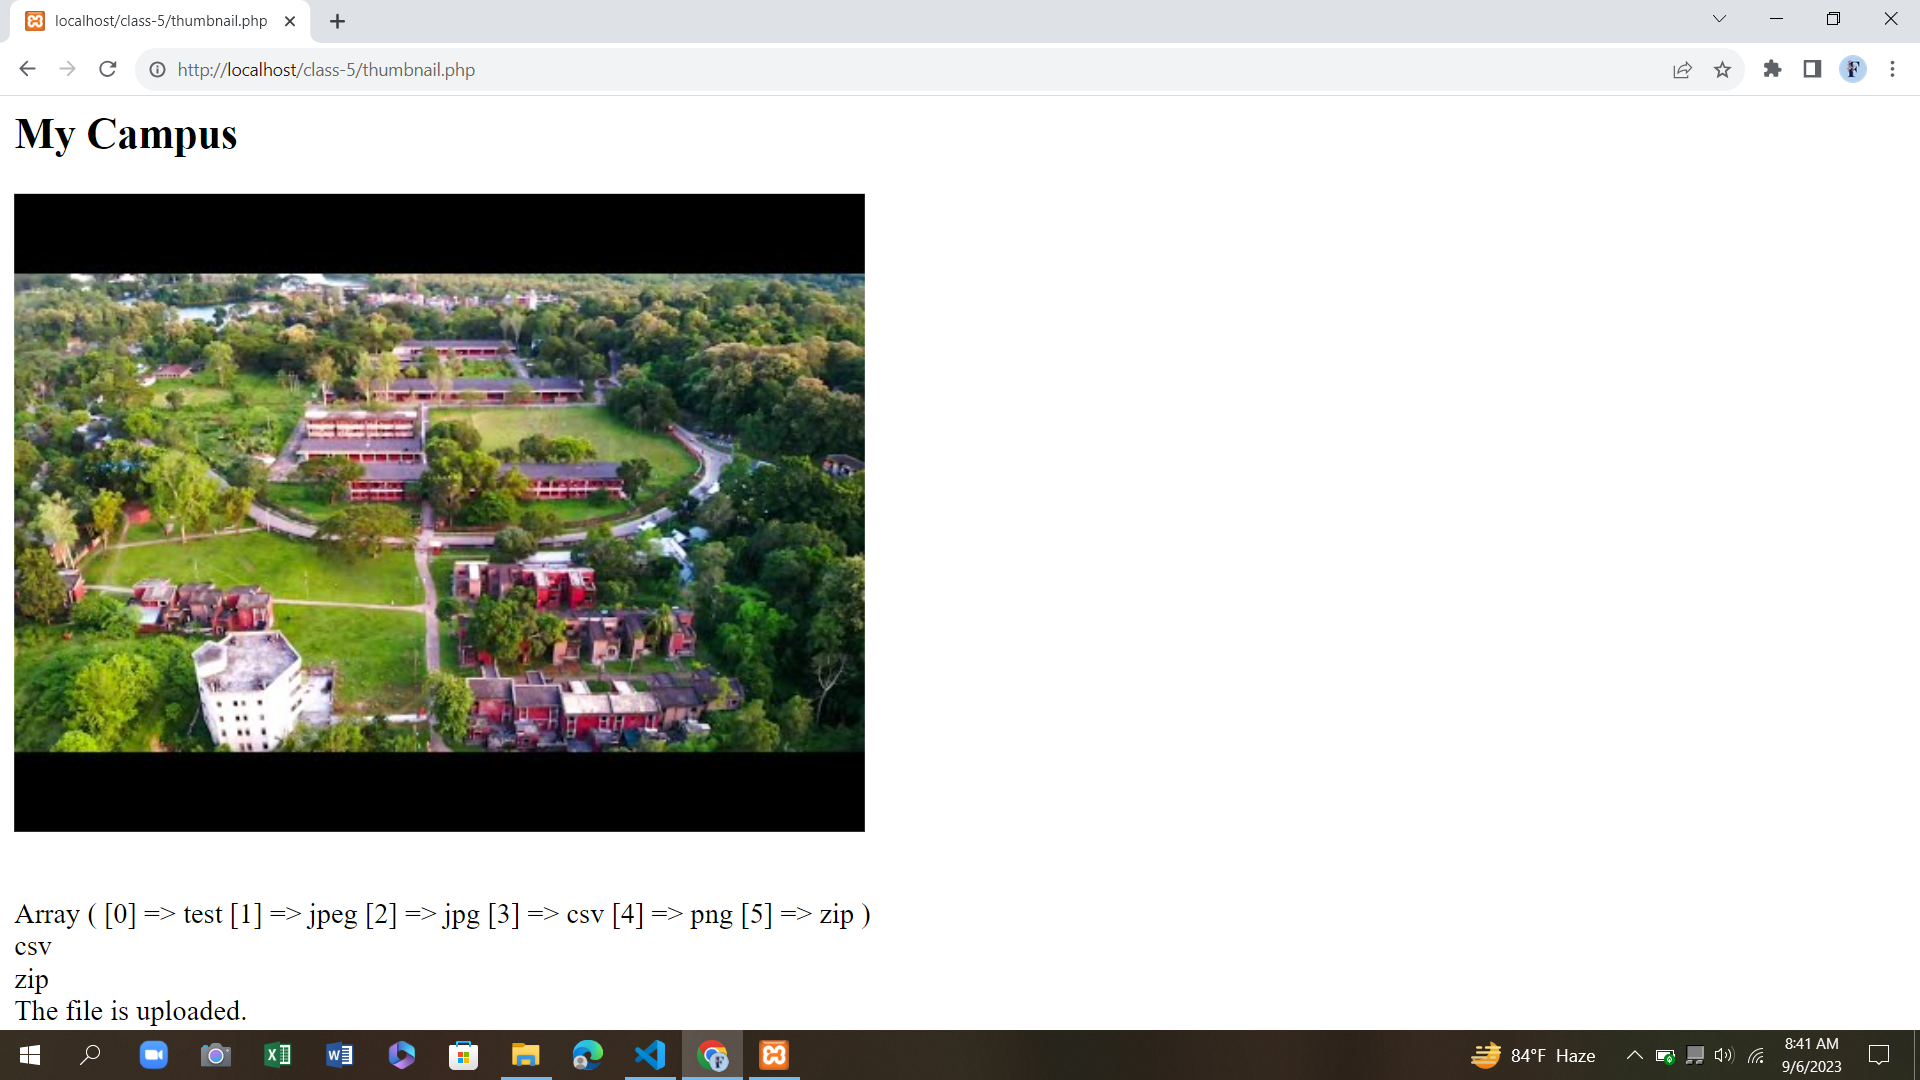 localhost/class-5/thumbnail.php
http://localhost/class-5/thumbnail.php
My Campus
Array ( [0] => test [1] => jpeg [2] => jpg [3] => csv [4] => png [5] => zip )
csv
zip
The file is uploaded.
84°F Haze
8:41 AM
9/6/2023